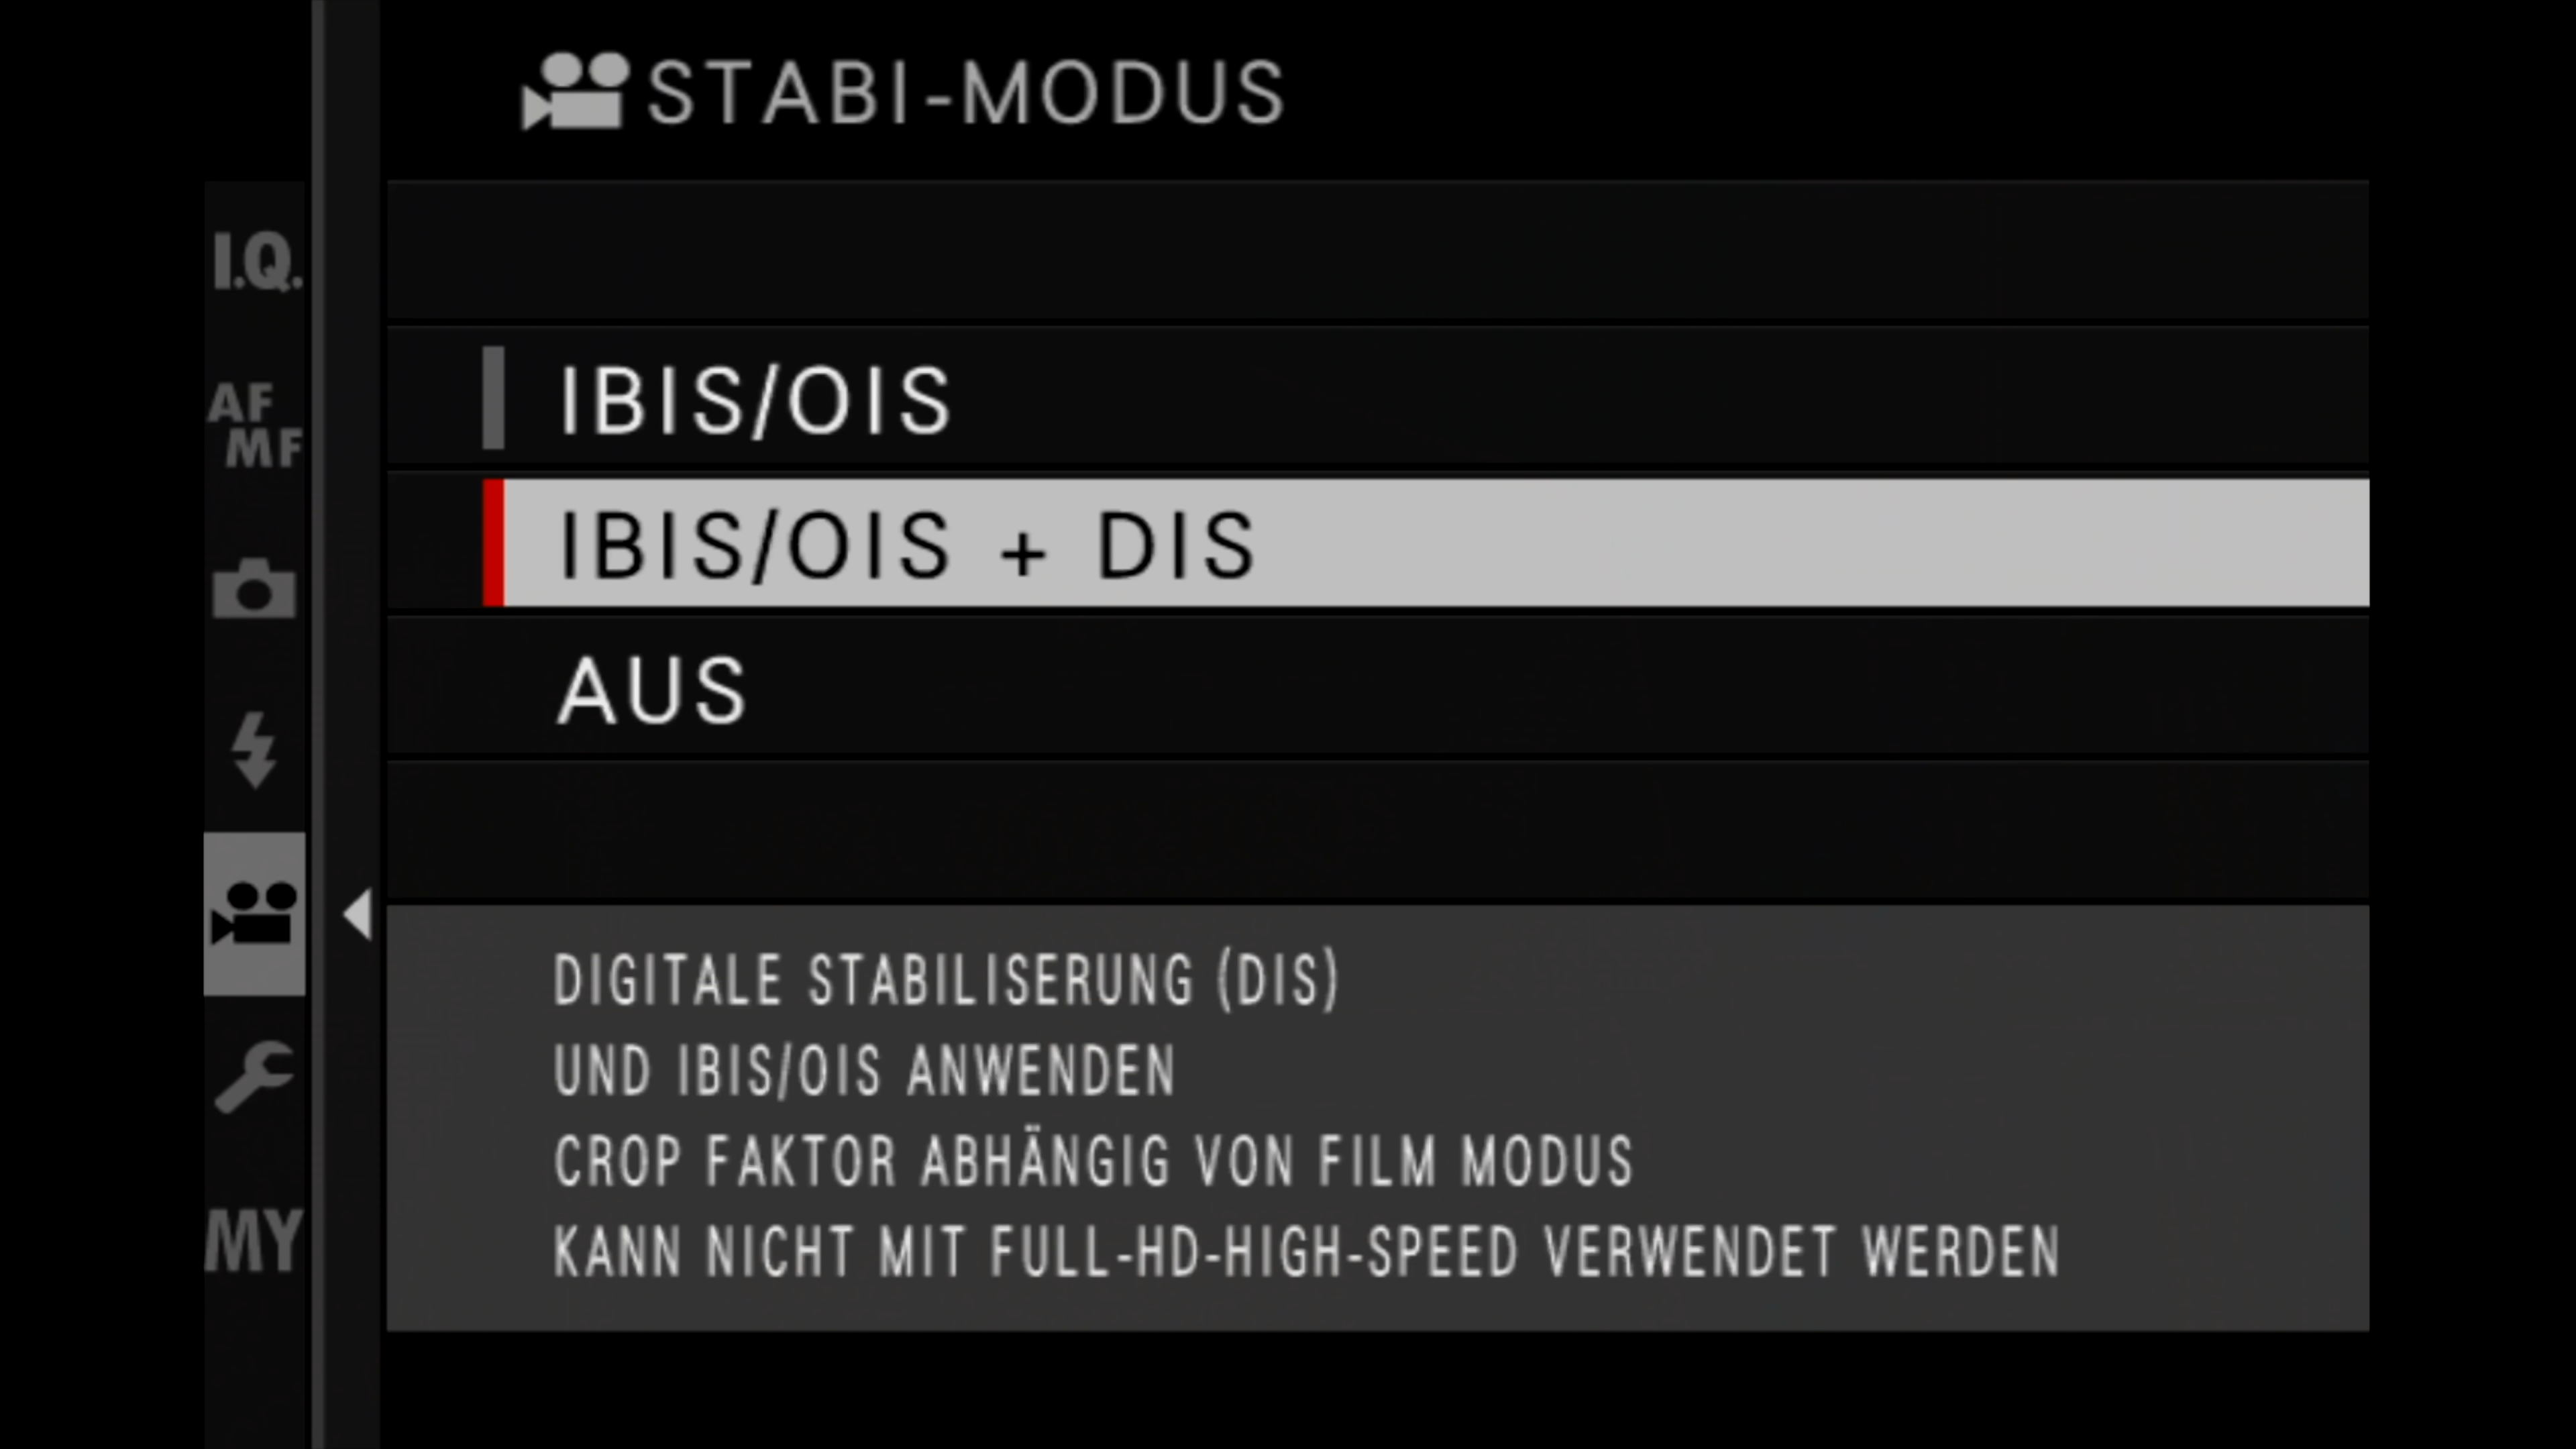 STABI-MODUS
I.Q.
AF
MF
IBIS/OIS
IBIS/OIS + DIS
AUS
MY
DIGITALE STABILISERUNG (DIS)
UND IBIS/OIS ANWENDEN
CROP FAKTOR ABHÄNGIG VON FILM MODUS
KANN NICHT MIT FULL-HD-HIGH-SPEED VERWENDET WERDEN